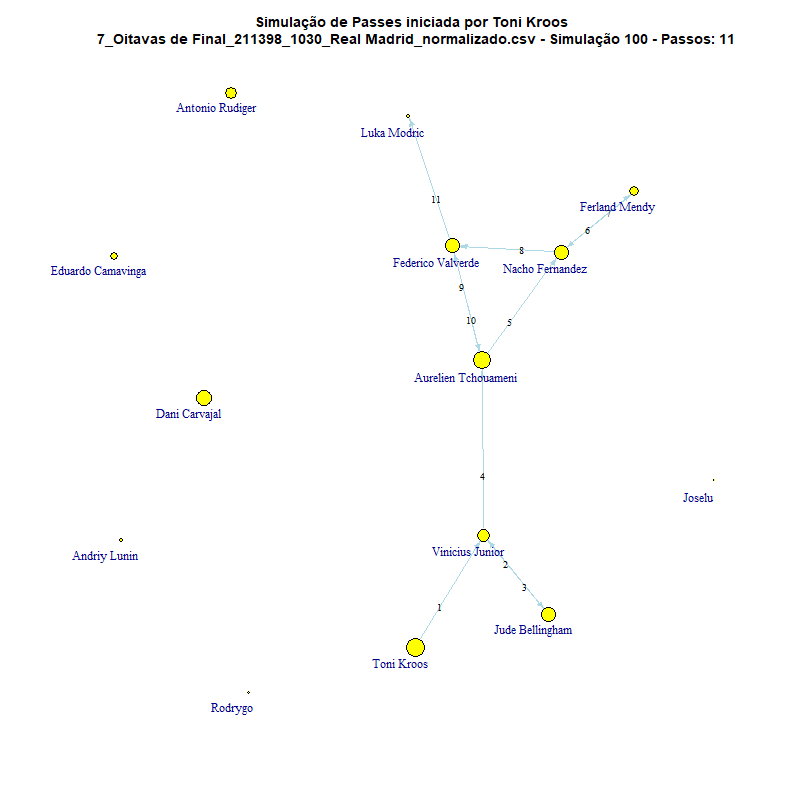 Simulação de Passes iniciada por Toni Kroos
7_Oitavas de Final_211398_1030_Real Madrid_normalizado.csv - Simulação 100 - Passos: 11
Antonio Rudiger
Luka Modric
11
Ferland Mendy
7
6
8
Federico Valverde
Nacho Fernandez
Eduardo Camavinga
9
10
5
Aurelien Tchouameni
Dani Carvajal
4
Joselu
Andriy Lunin
Vinicius Junior
2
3
1
Jude Bellingham
Toni Kroos
Rodrygo